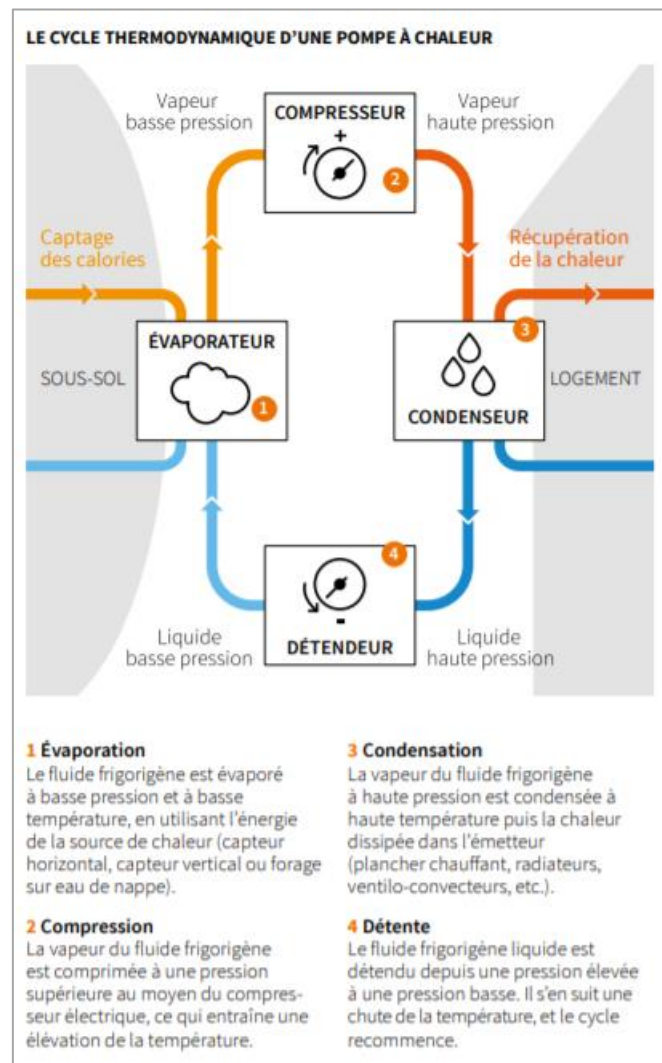 LE CYCLE THERMODYNAMIQUE D'UNE POMPE À CHALEUR
Vapeur
basse pression
COMPRESSEUR
+
2
Vapeur
haute pression
Captage
des calories
Récupération
de la chaleur
ÉVAPORATEUR
1
SOUS-SOL
3
CONDENSEUR
LOGEMENT
4
-
DÉTENDEUR
Liquide
basse pression
Liquide
haute pression
1 Évaporation
Le fluide frigorigène est évaporé
à basse pression et à basse
température, en utilisant l'énergie
de la source de chaleur (capteur
horizontal, capteur vertical ou forage
sur eau de nappe).
2 Compression
La vapeur du fluide frigorigène
est comprimée à une pression
supérieure au moyen du compres-
seur électrique, ce qui entraîne une
élévation de la température.
3 Condensation
La vapeur du fluide frigorigène
à haute pression est condensée à
haute température puis la chaleur
dissipée dans l'émetteur
(plancher chauffant, radiateurs,
ventilo-convecteurs, etc.).
4 Détente
Le fluide frigorigène liquide est
détendu depuis une pression élevée
à une pression basse. Il s'en suit une
chute de la température, et le cycle
recommence.